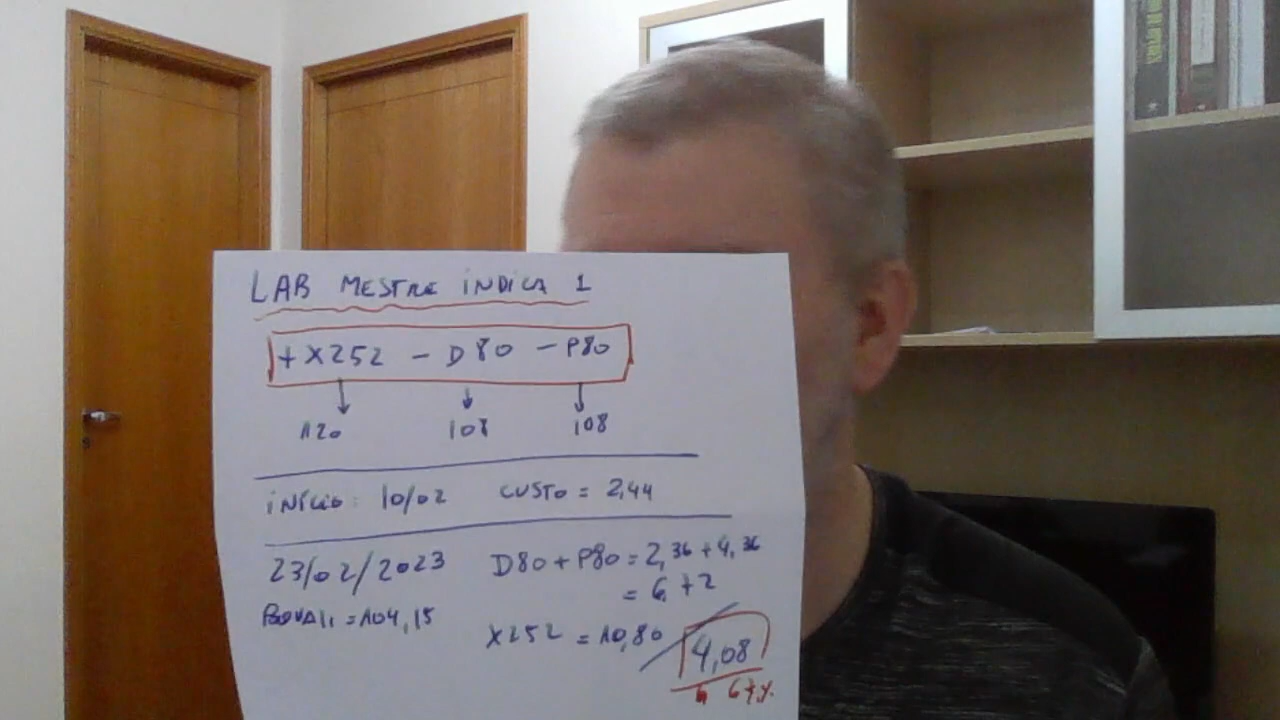 LAB MESTRE INDICA 1
+ X252 - D80 - P80
120 108 108
INÍCIO: 10/02 CUSTO = 2,44
23/02/2023 D80 + P80 = 2,36 + 4,36
= 6,72
BOVA11 = 104,15
X252 = 10,80 4,08
67%